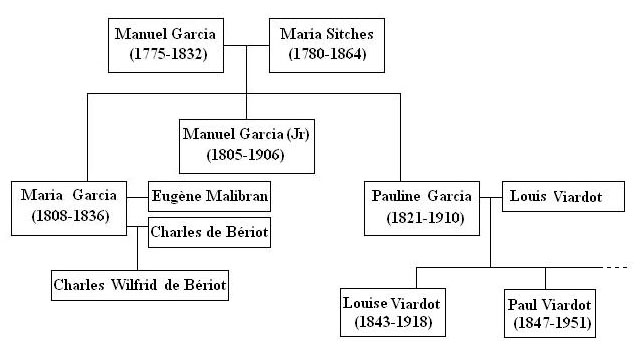 Manuel Garcia
(1775-1832)
Maria Sitches
(1780-1864)
Manuel Garcia (Jr)
(1805-1906)
Maria Garcia
(1808-1836)
Eugène Malibran
Charles de Bériot
Pauline Garcia
(1821-1910)
Louis Viardot
Charles Wilfrid de Bériot
Louise Viardot
(1843-1918)
Paul Viardot
(1847-1951)